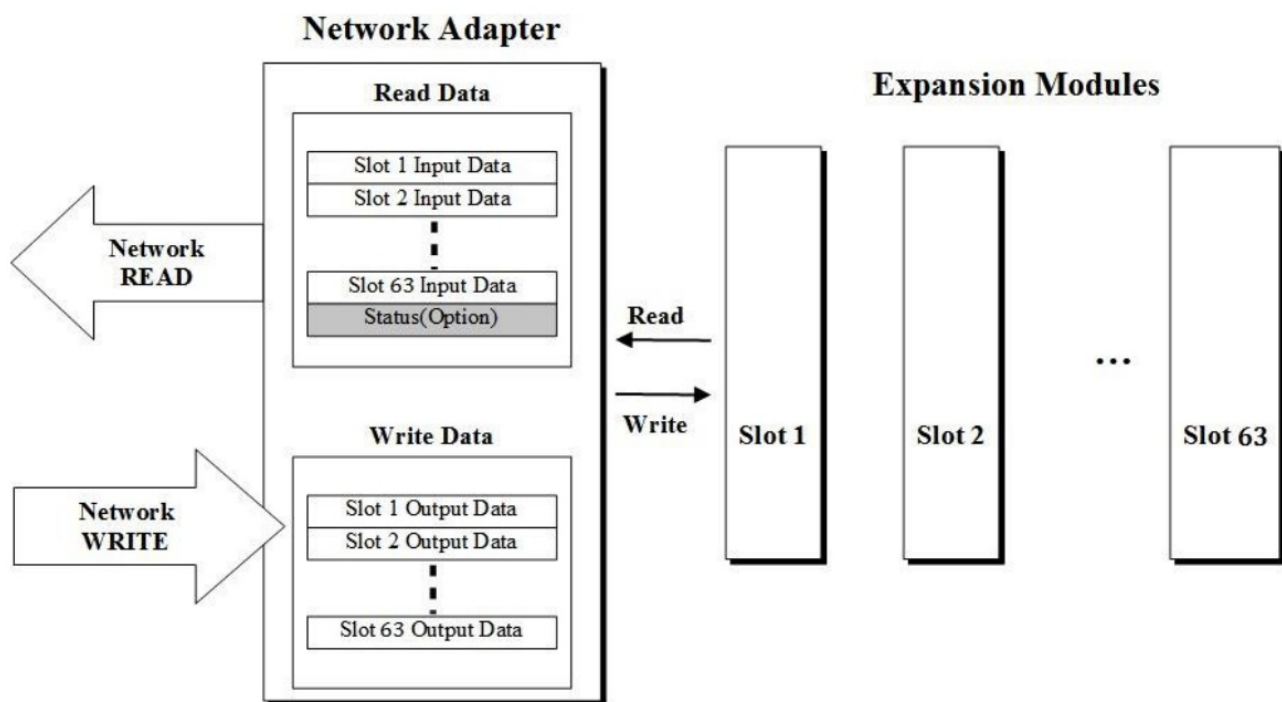 Network Adapter
Read Data
Slot 1 Input Data
Slot 2 Input Data
Slot 63 Input Data
Status(Option)
Network
READ
Write Data
Slot 1 Output Data
Slot 2 Output Data
Slot 63 Output Data
Network
WRITE
Read
Write
Expansion Modules
Slot 1
Slot 2
...
Slot 63